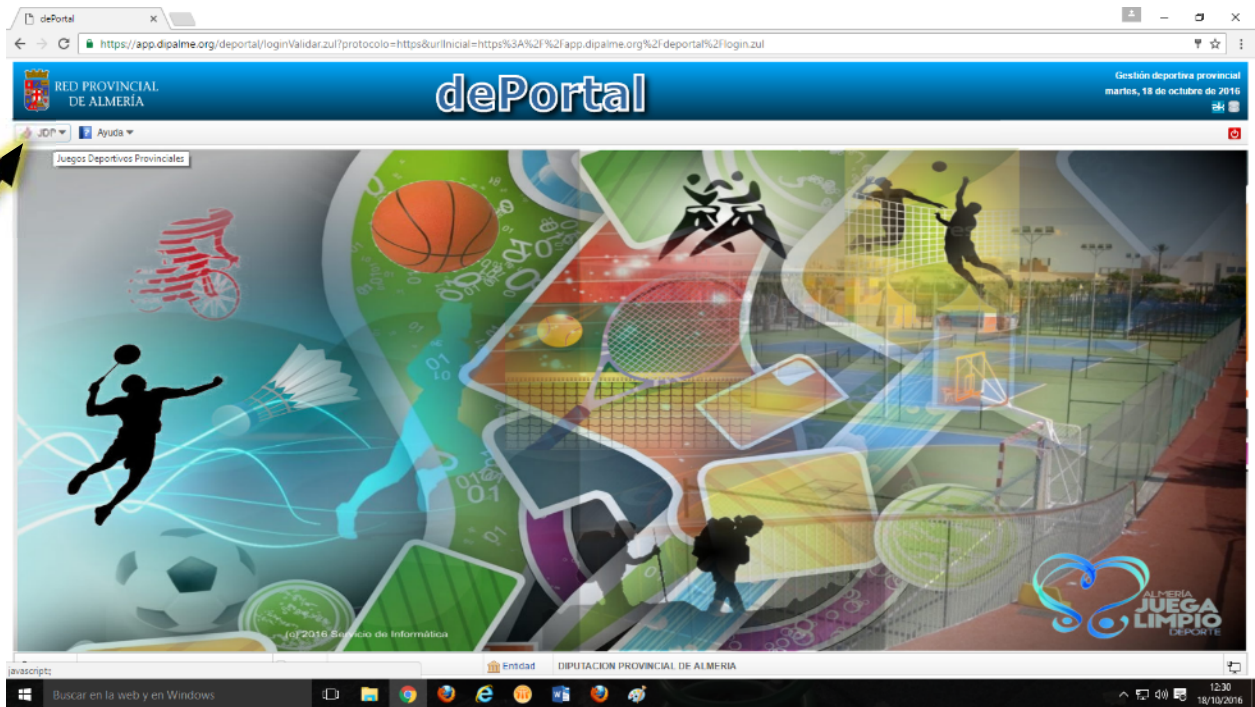 dePortal
https://app.dipalme.org/deportal/loginValidar.zul?protocolo=https&urlInicial=https%3A%2F%2Fapp.dipalme.org%2Fdeportal%2Flogin.zul
RED PROVINCIAL
DE ALMERÍA
dePortal
Gestión deportiva provincial
martes, 18 de octubre de 2016
JDP
Ayuda
Juegos Deportivos Provinciales
ALMERÍA
JUEGA
LIMPIO
DEPORTE
(c) 2016 Servicio de Informática
Entidad DIPUTACION PROVINCIAL DE ALMERIA
javascript:
Buscar en la web y en Windows
12:30
18/10/2016